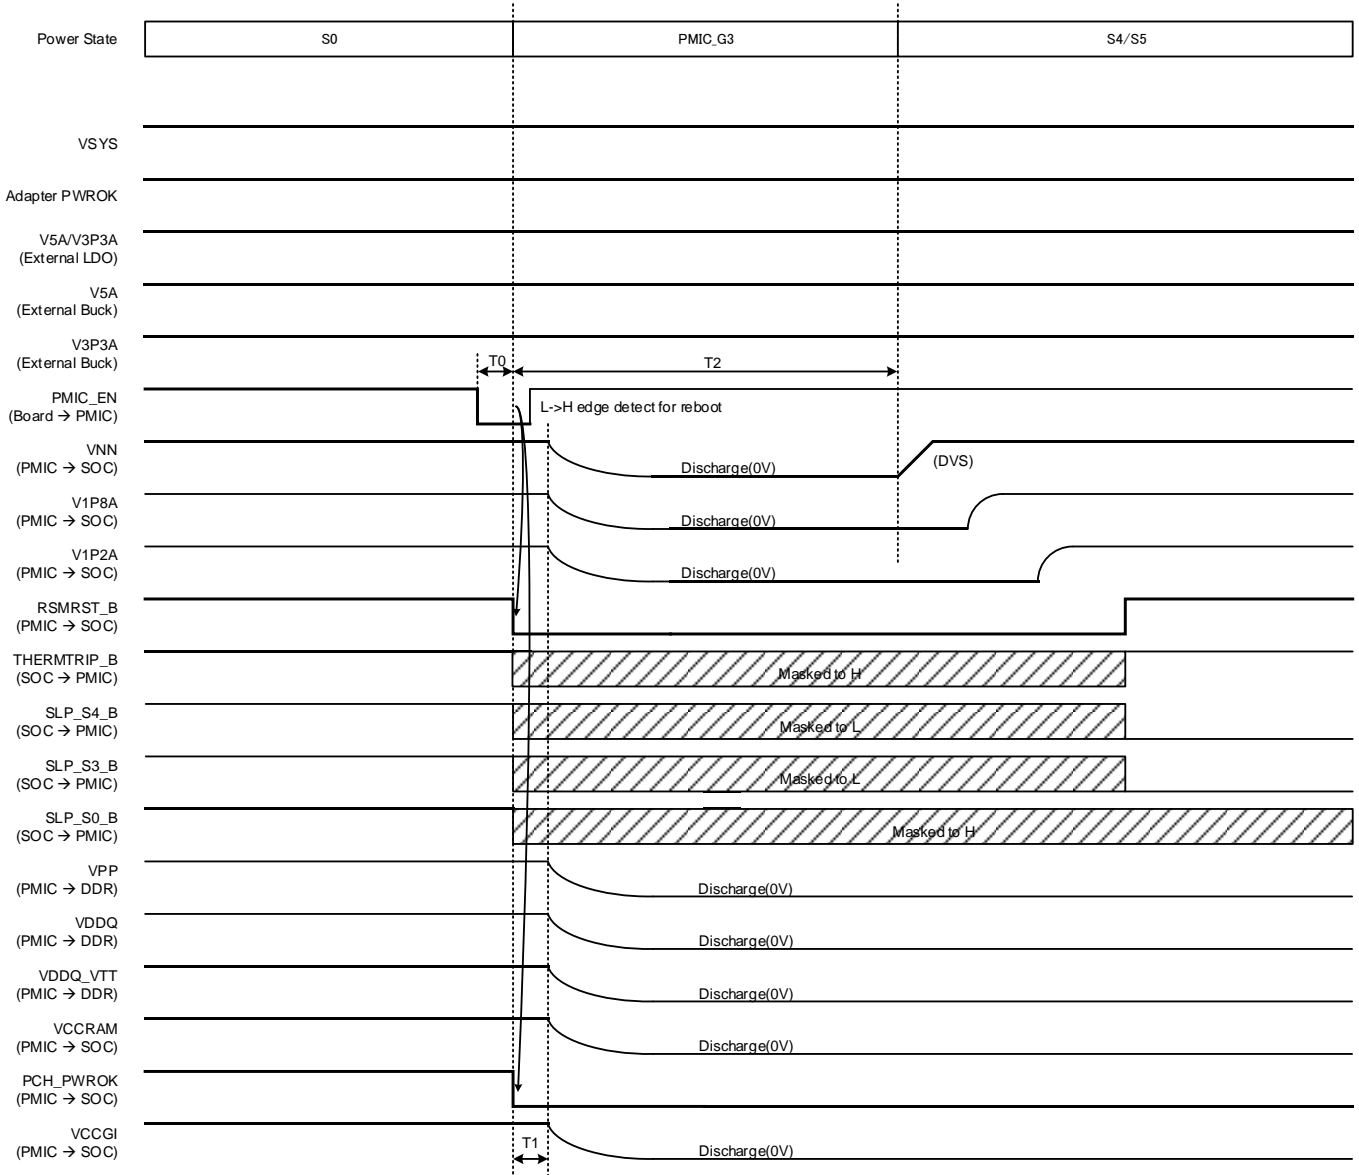 Power State
S0
PMIC_G3
S4/S5
VSYS
Adapter PWROK
V5A/V3P3A
(External LDO)
V5A
(External Buck)
V3P3A
(External Buck)
T0
T2
PMIC_EN
(Board → PMIC)
L->H edge detect for reboot
VNN
(PMIC → SOC)
Discharge(0V)
(DVS)
V1P8A
(PMIC → SOC)
Discharge(0V)
V1P2A
(PMIC → SOC)
Discharge(0V)
RSMRST_B
(PMIC → SOC)
THERMTRIP_B
(SOC → PMIC)
Masked to H
SLP_S4_B
(SOC → PMIC)
Masked to L
SLP_S3_B
(SOC → PMIC)
Masked to L
SLP_S0_B
(SOC → PMIC)
Masked to H
VPP
(PMIC → DDR)
Discharge(0V)
VDDQ
(PMIC → DDR)
Discharge(0V)
VDDQ_VTT
(PMIC → DDR)
Discharge(0V)
VCCRAM
(PMIC → SOC)
Discharge(0V)
PCH_PWROK
(PMIC → SOC)
VCCGI
(PMIC → SOC)
T1
Discharge(0V)